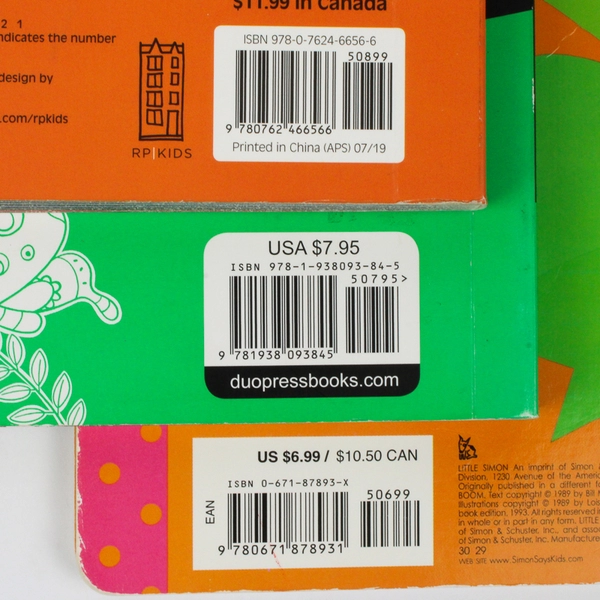 $11.99 in Canada
2 1
ndicates the number
design by
.com/rpkids
RP|KIDS
ISBN 978-0-7624-6656-6
50899
9 780762 466566
Printed in China (APS) 07/19
USA $7.95
ISBN 978-1-938093-84-5
50795>
9 781938 093845
duopressbooks.com
US $6.99 / $10.50 CAN
ISBN 0-671-87893-X
50699
EAN
9 780671 878931
LITTLE SIMON An imprint of Simon &
Division, 1230 Avenue of the Americ
Originally published in a different fo
BOOM. Text copyright © 1989 by Bill M
Illustrations copyright © 1989 by Lois
book edition, 1993. All rights reserved in
in whole or in part in any form. LITTLE
of Simon & Schuster, Inc., and asso
of Simon & Schuster, Inc. Manufacture
30 29
WEB SITE www.SimonSaysKids.com